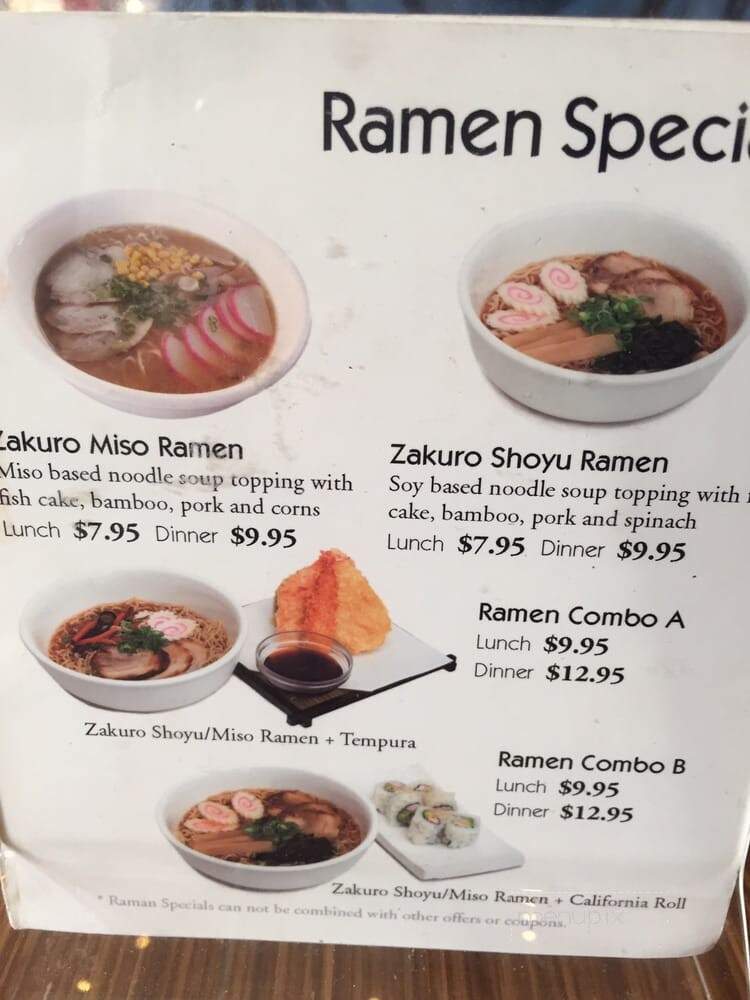 Ramen Speci
Zakuro Miso Ramen
Miso based noodle soup topping with
fish cake, bamboo, pork and corns
Lunch $7.95 Dinner $9.95
Zakuro Shoyu Ramen
Soy based noodle soup topping with
cake, bamboo, pork and spinach
Lunch $7.95 Dinner $9.95
Ramen Combo A
Lunch $9.95
Dinner $12.95
Zakuro Shoyu/Miso Ramen + Tempura
Ramen Combo B
Lunch $9.95
Dinner $12.95
Zakuro Shoyu/Miso Ramen + California Roll
* Raman Specials can not be combined with other offers or coupons.
menupix